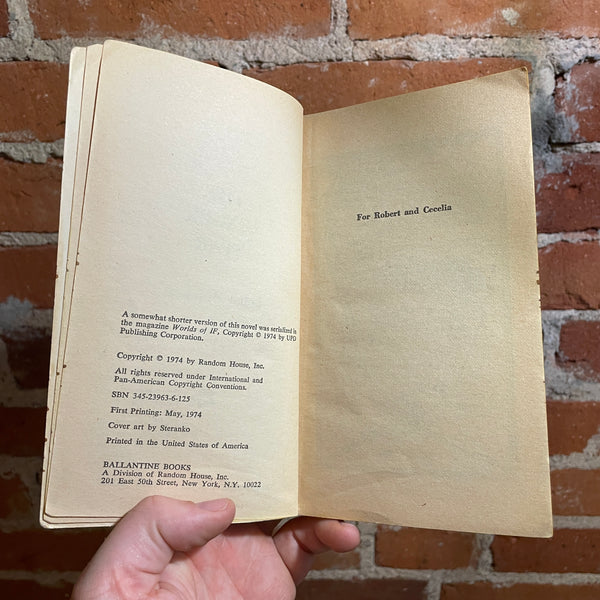 A somewhat shorter version of this novel was serialized in
the magazine Worlds of IF, Copyright © 1974 by UPD
Publishing Corporation.
Copyright © 1974 by Random House, Inc.
All rights reserved under International and
Pan-American Copyright Conventions.
SBN 345-23963-6-125
First Printing: May, 1974
Cover art by Steranko
Printed in the United States of America
BALLANTINE BOOKS
A Division of Random House, Inc.
201 East 50th Street, New York, N.Y. 10022
For Robert and Cecelia